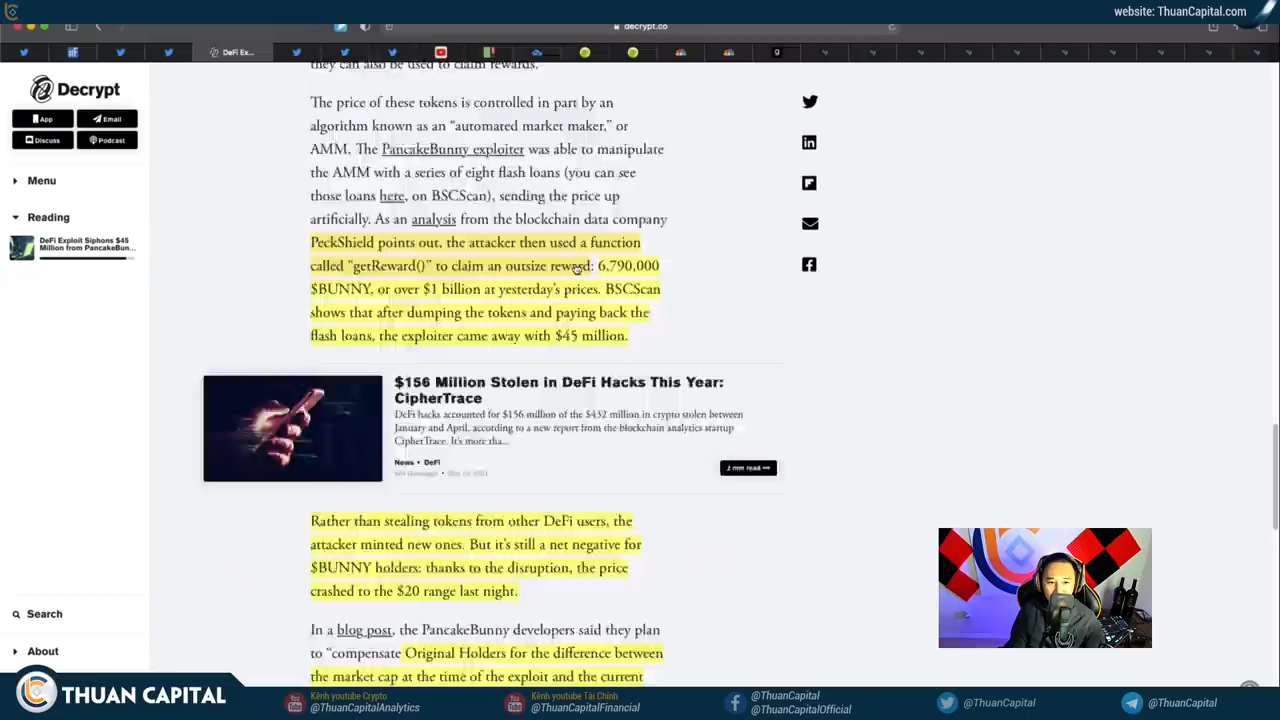 website: ThuanCapital.com
decrypt.co
DeFi Ex...
Decrypt
App
Email
Discuss
Podcast
Menu
Reading
DeFi Exploit Siphons $45
Million from PancakeBun...
Search
About
they can also be used to claim rewards.
The price of these tokens is controlled in part by an
algorithm known as an “automated market maker,” or
AMM. The PancakeBunny exploiter was able to manipulate
the AMM with a series of eight flash loans (you can see
those loans here, on BSCScan), sending the price up
artificially. As an analysis from the blockchain data company
PeckShield points out, the attacker then used a function
called “getReward()” to claim an outsize reward: 6,790,000
$BUNNY, or over $1 billion at yesterday’s prices. BSCScan
shows that after dumping the tokens and paying back the
flash loans, the exploiter came away with $45 million.
$156 Million Stolen in DeFi Hacks This Year:
CipherTrace
DeFi hacks accounted for $156 million of the $432 million in crypto stolen between
January and April, according to a new report from the blockchain analytics startup
CipherTrace. It's more tha...
News • DeFi
2 min read
Rather than stealing tokens from other DeFi users, the
attacker minted new ones. But it’s still a net negative for
$BUNNY holders: thanks to the disruption, the price
crashed to the $20 range last night.
In a blog post, the PancakeBunny developers said they plan
to “compensate Original Holders for the difference between
the market cap at the time of the exploit and the current
THUAN CAPITAL
Kênh youtube Crypto
@ThuanCapitalAnalytics
Kênh youtube Tài Chính
@ThuanCapitalFinancial
@ThuanCapital
@ThuanCapitalOfficial
@ThuanCapital
@ThuanCapital